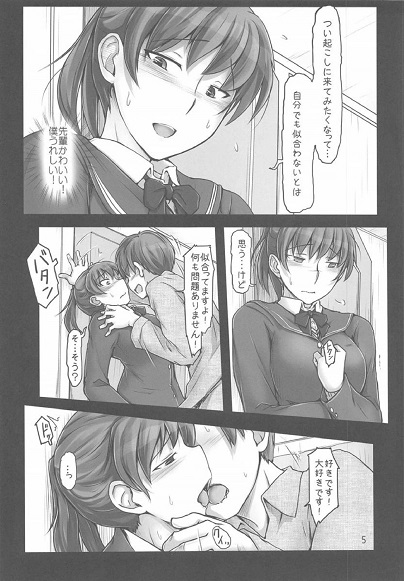 つい起こしに来てみたくなって…
自分でも似合わないとは
先輩かわいい!
僕うれしい!
思う…けど
バタン
似合ってますよ!
何も問題ありません!
そ…そう?
好きです!
大好きです!
…っ
5